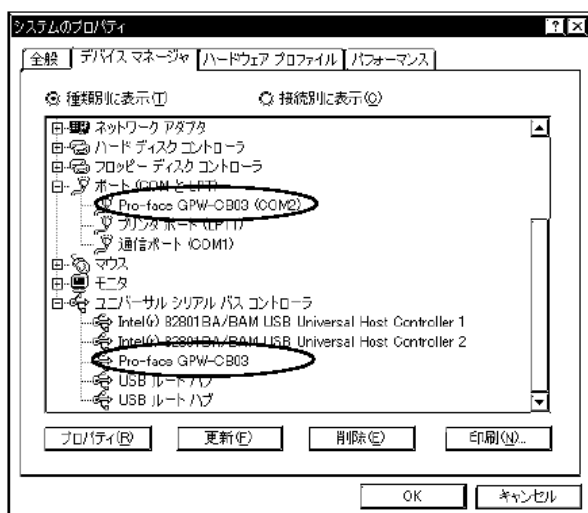 システムのプロパティ
全般 デバイス マネージャ ハードウェア プロファイル パフォーマンス
種類別に表示(T) 接続別に表示(C)
ネットワーク アダプタ
ハード ディスク コントローラ
フロッピー ディスク コントローラ
ポート (COM と LPT)
Pro-face GPW-CB03 (COM2)
プリンタ ポート (LPT1)
通信ポート (COM1)
マウス
モニタ
ユニバーサル シリアル バス コントローラ
Intel(r) 82801BA/BAM USB Universal Host Controller 1
Intel(r) 82801BA/BAM USB Universal Host Controller 2
Pro-face GPW-CB03
USB ルート ハブ
USB ルート ハブ
プロパティ(R) 更新(F) 削除(E) 印刷(N)...
OK キャンセル